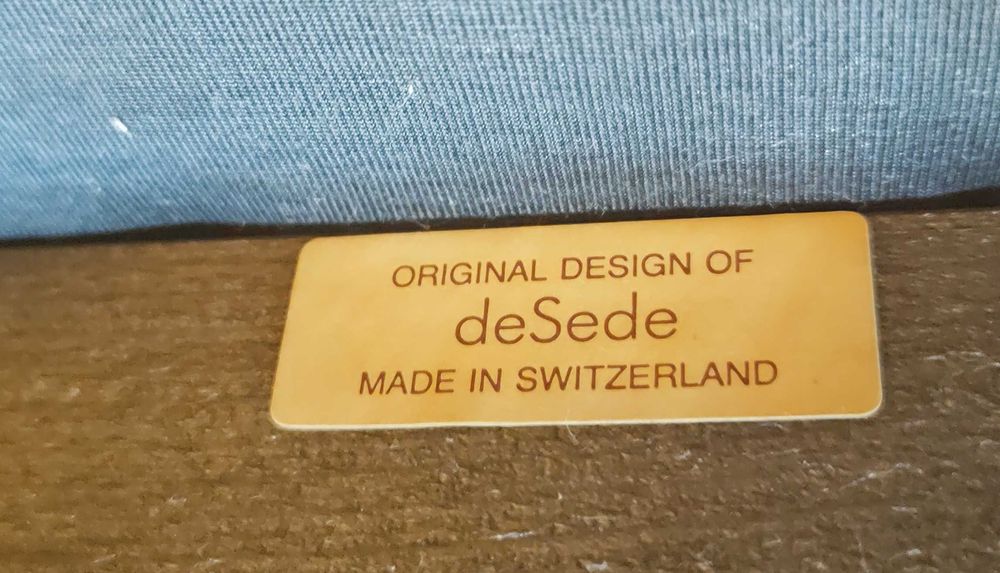 ORIGINAL DESIGN OF
deSede
MADE IN SWITZERLAND